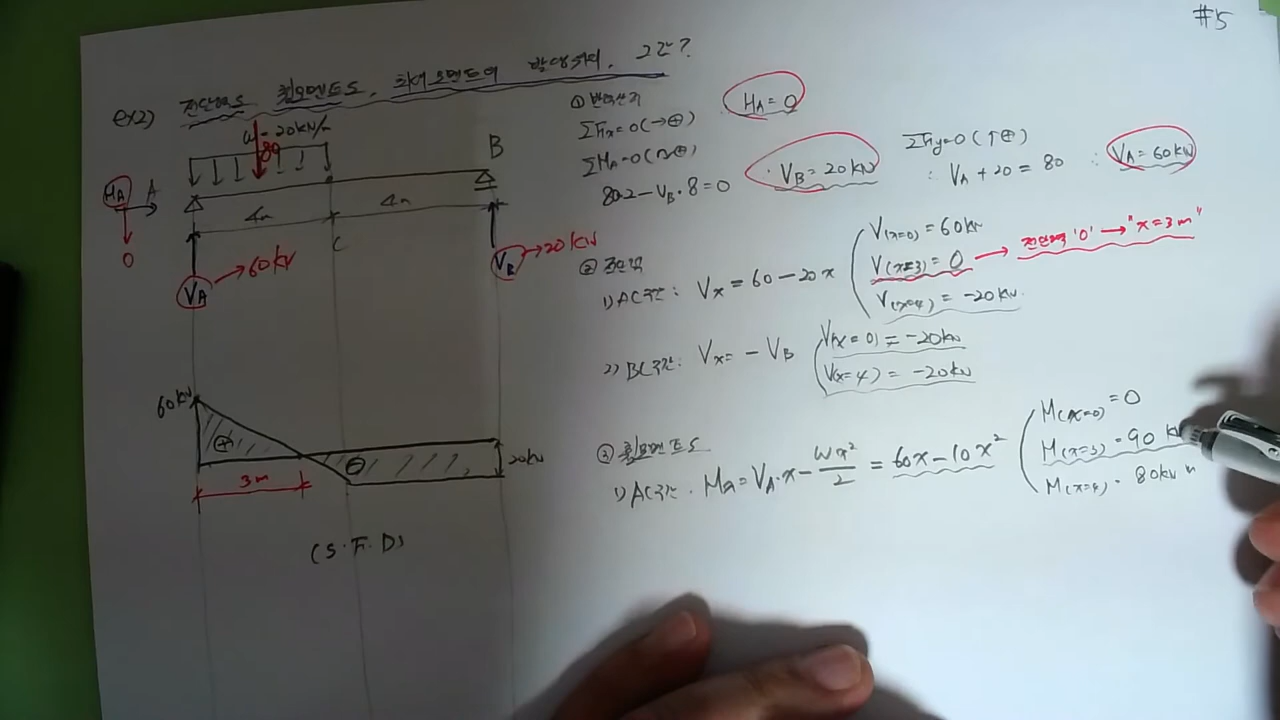 #15
ex2) 전단력도 휨모멘트도, 최대모멘트의 발생위치, 그값?
w = 20kN/m
80
B
HA
A
0
4m
4m
C
VA → 60kN
VB → 20kN
① 반력산정
ΣFx=0(→⊕)
HA=0
ΣMA=0(↷⊕)
80·2－VB·8=0
∴ VB=20kN
ΣFy=0(↑⊕)
∴ VA+20=80
∴ VA=60kN
② 전단력
1) AC구간: Vx=60－20x
V(x=0)=60kN
V(x=3)=0 → 전단력 '0' → "x=3m"
V(x=4)=－20kN
2) BC구간: Vx=－VB
V(x=0)=－20kN
V(x=4)=－20kN
③ 휨모멘트도
1) AC구간. Mx=VA·x－wx²/2 = 60x－10x²
M(x=0)=0
M(x=3)=90 k
M(x=4)=80kN m
60kN
⊕
⊖
20kN
3m
(S.F.D)